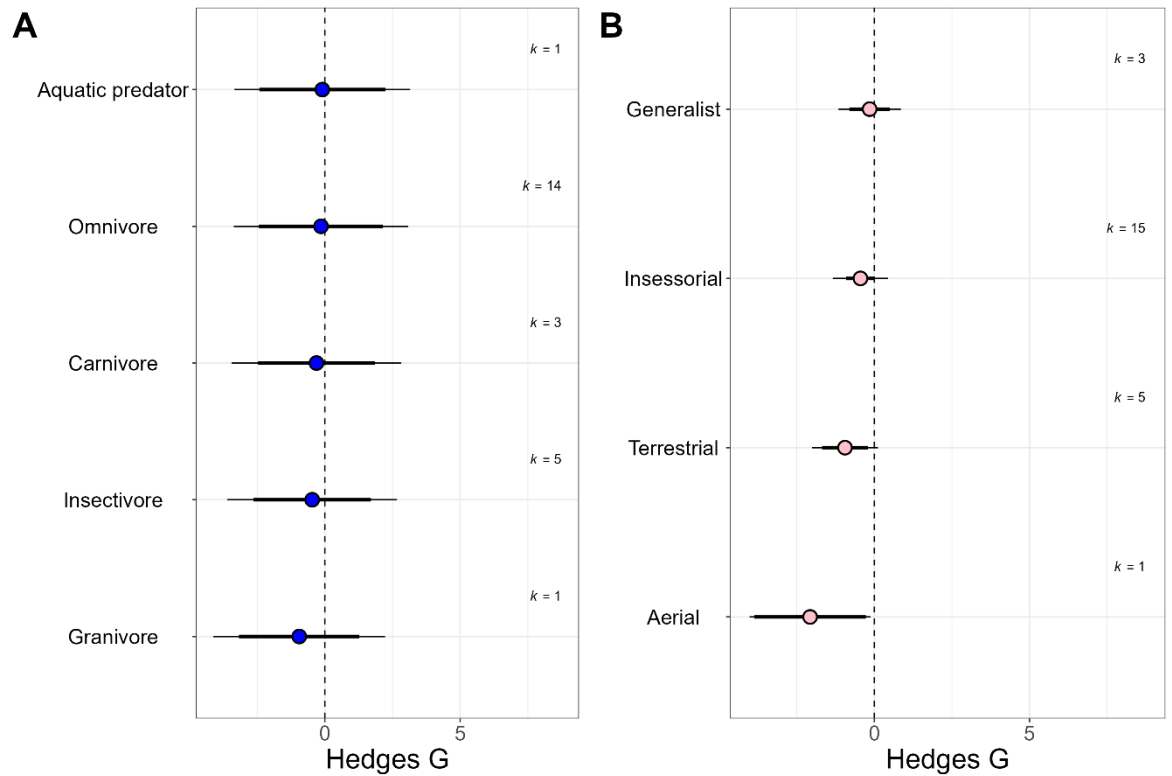 A
k = 1
Aquatic predator
k = 14
Omnivore
k = 3
Carnivore
k = 5
Insectivore
k = 1
Granivore
0 5
Hedges G
B
k = 3
Generalist
k = 15
Insessorial
k = 5
Terrestrial
k = 1
Aerial
0 5
Hedges G